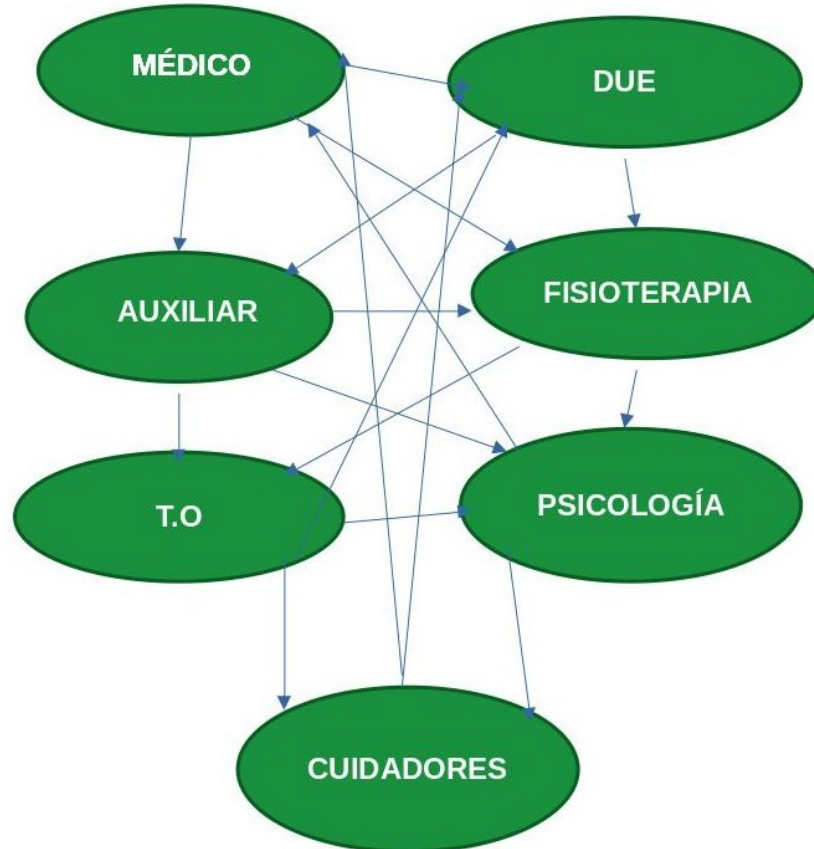 MÉDICO
DUE
AUXILIAR
FISIOTERAPIA
T.O
PSICOLOGÍA
CUIDADORES